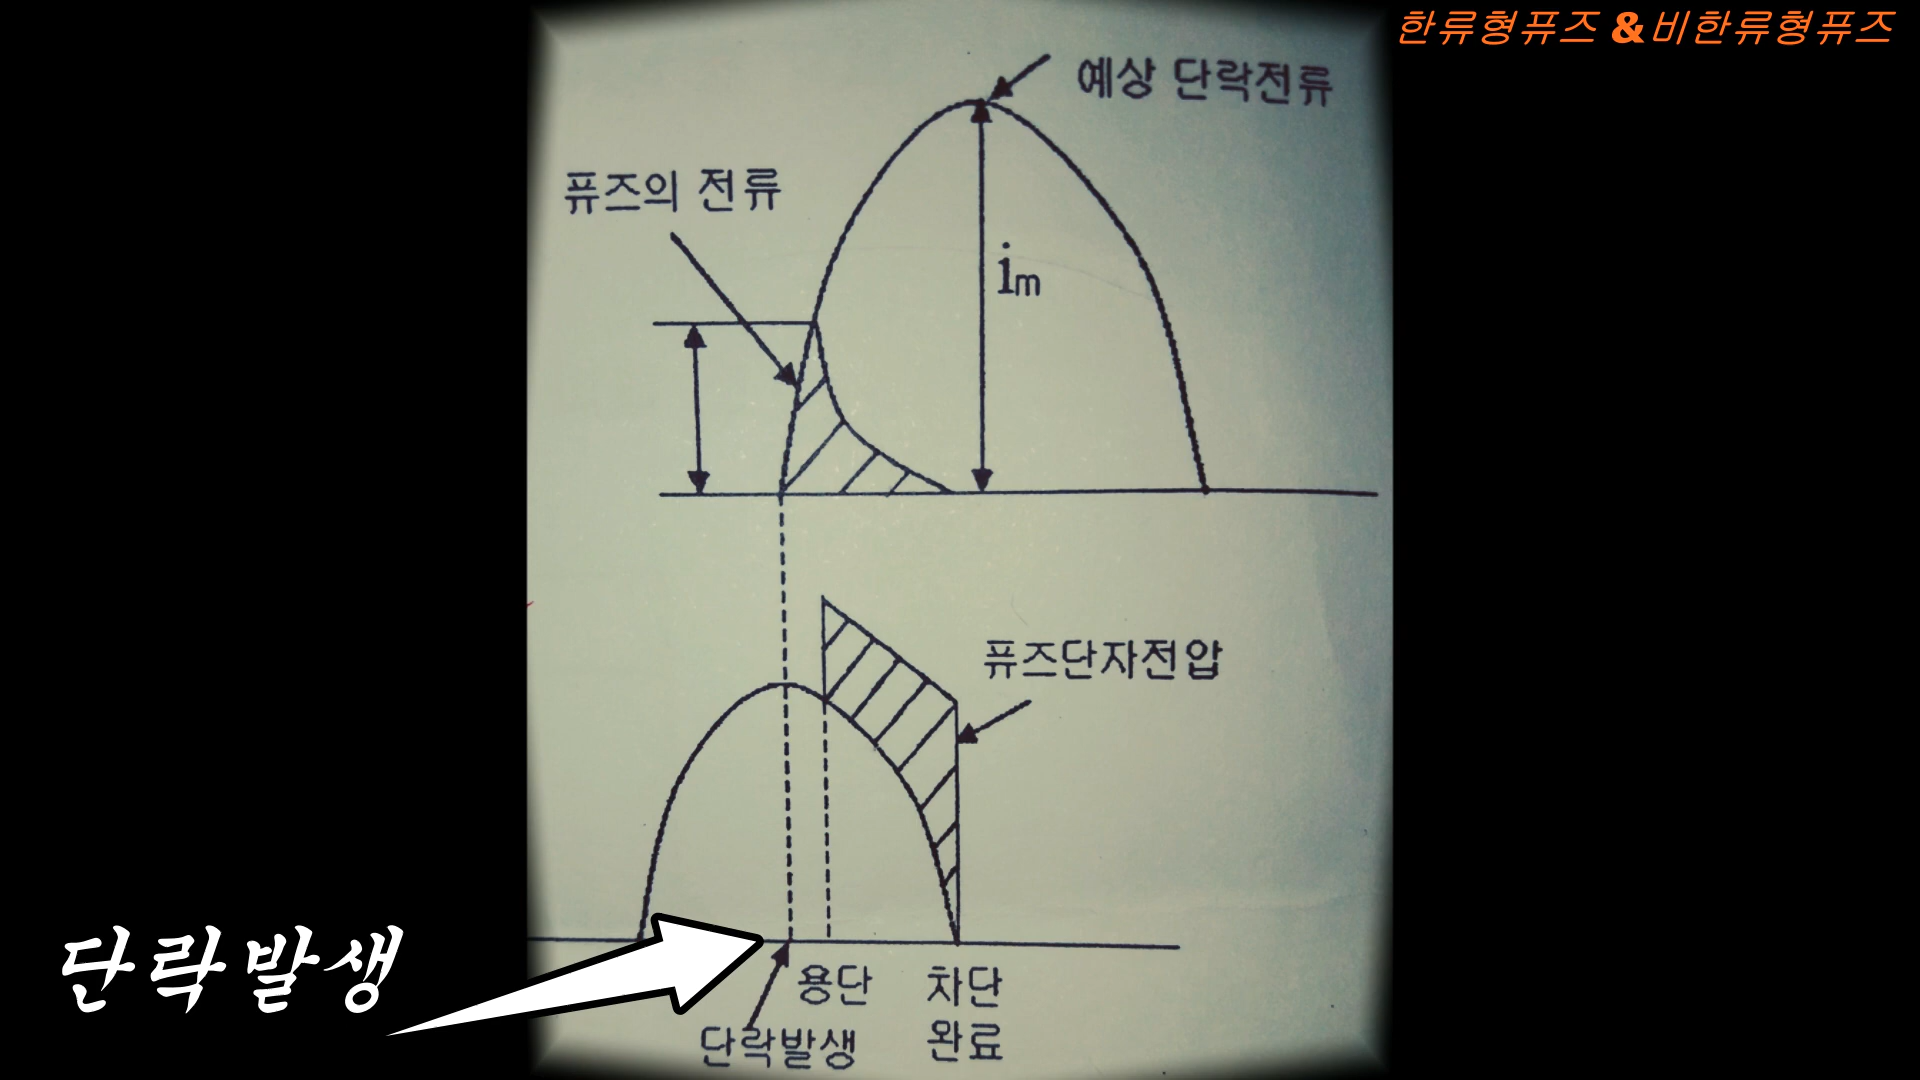 한류형퓨즈 &비한류형퓨즈
예상 단락전류
퓨즈의 전류
im
퓨즈단자전압
단락발생
용단
차단
완료
단락발생